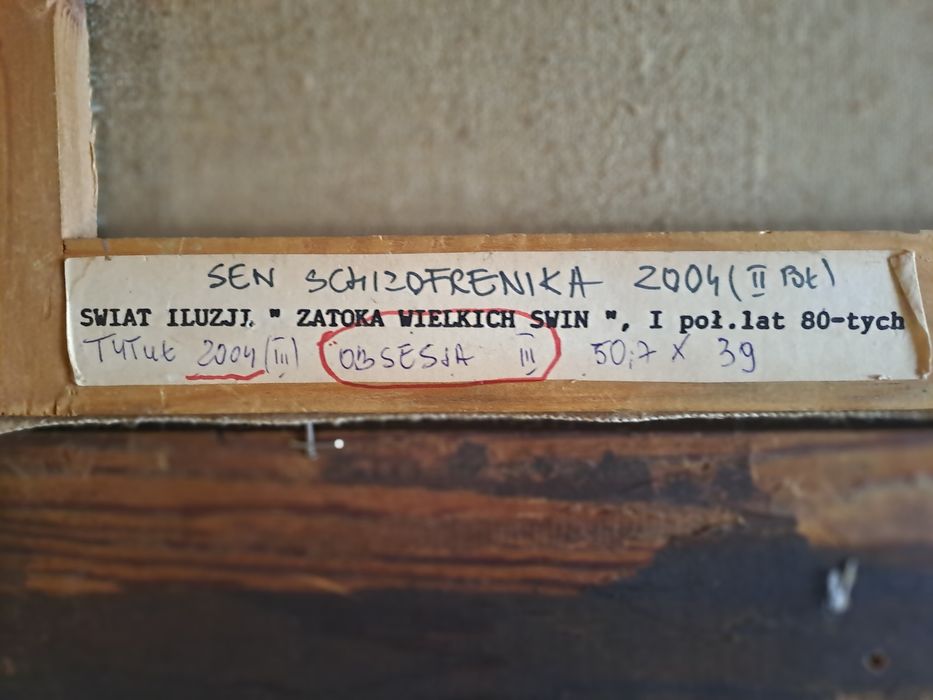 SEN SCHIZOFRENIKA 2004 (II POŁ)
SWIAT ILUZJI. " ZATOKA WIELKICH SWIN ", I poł.lat 80-tych
TYTUŁ 2004 (III) OBSESJA III 50,7 X 39